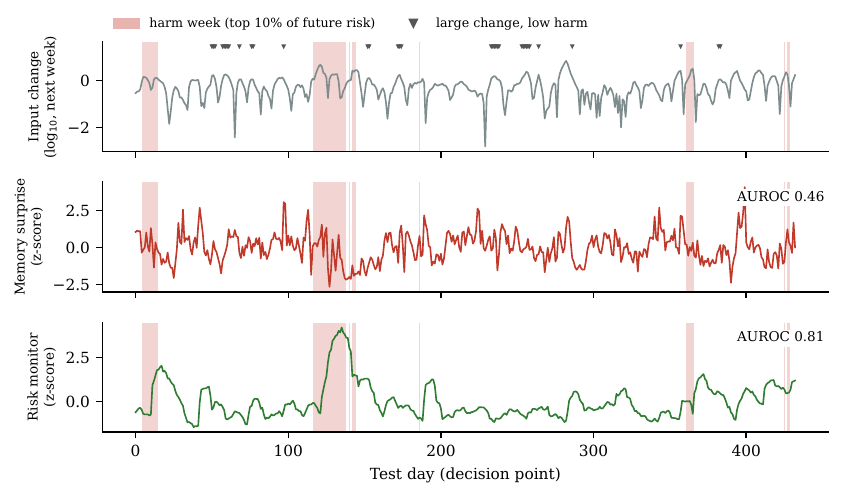 harm week (top 10% of future risk)
large change, low harm
Input change
(log₁₀, next week)
0
−2
Memory surprise
(z-score)
2.5
0.0
−2.5
AUROC 0.46
Risk monitor
(z-score)
2.5
0.0
AUROC 0.81
0 100 200 300 400
Test day (decision point)